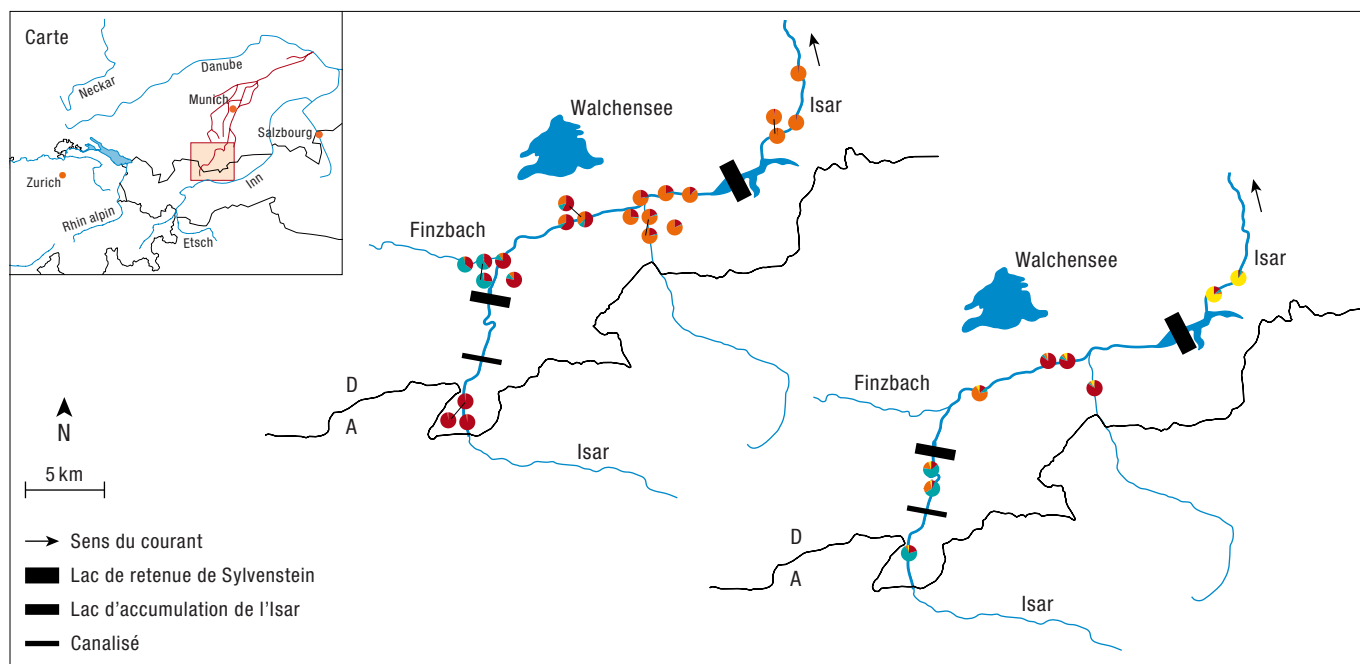 Carte
Neckar
Danube
Munich
Salzbourg
Zurich
Inn
Rhin alpin
Etsch
Walchensee
Isar
Finzbach
D
A
Isar
Walchensee
Isar
Finzbach
D
A
Isar
N
5 km
Sens du courant
Lac de retenue de Sylvenstein
Lac d'accumulation de l'Isar
Canalisé